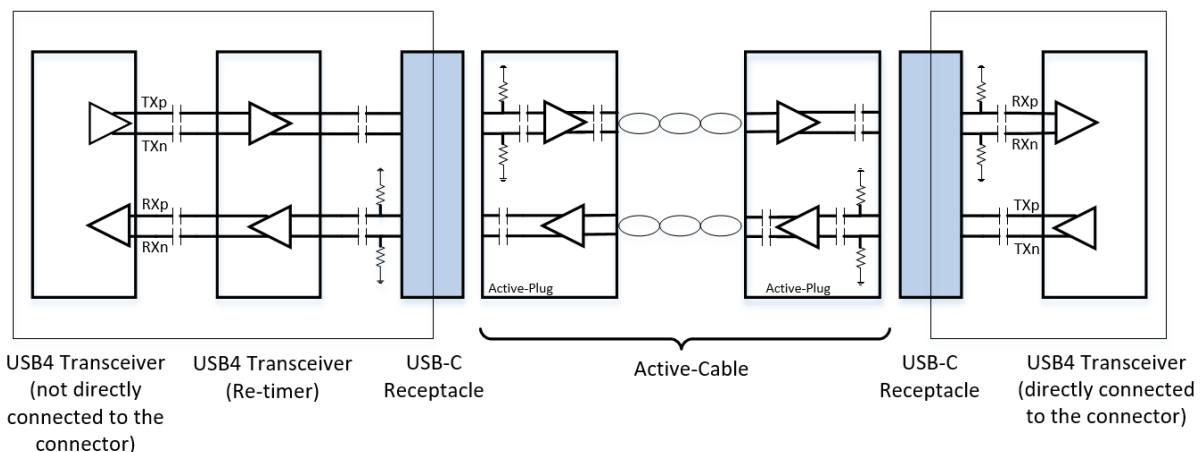 TXp
TXn
RXp
RXn
RXp
RXn
TXp
TXn
Active-Plug
Active-Plug
USB4 Transceiver
(not directly
connected to the
connector)
USB4 Transceiver
(Re-timer)
USB-C
Receptacle
Active-Cable
USB-C
Receptacle
USB4 Transceiver
(directly connected
to the connector)